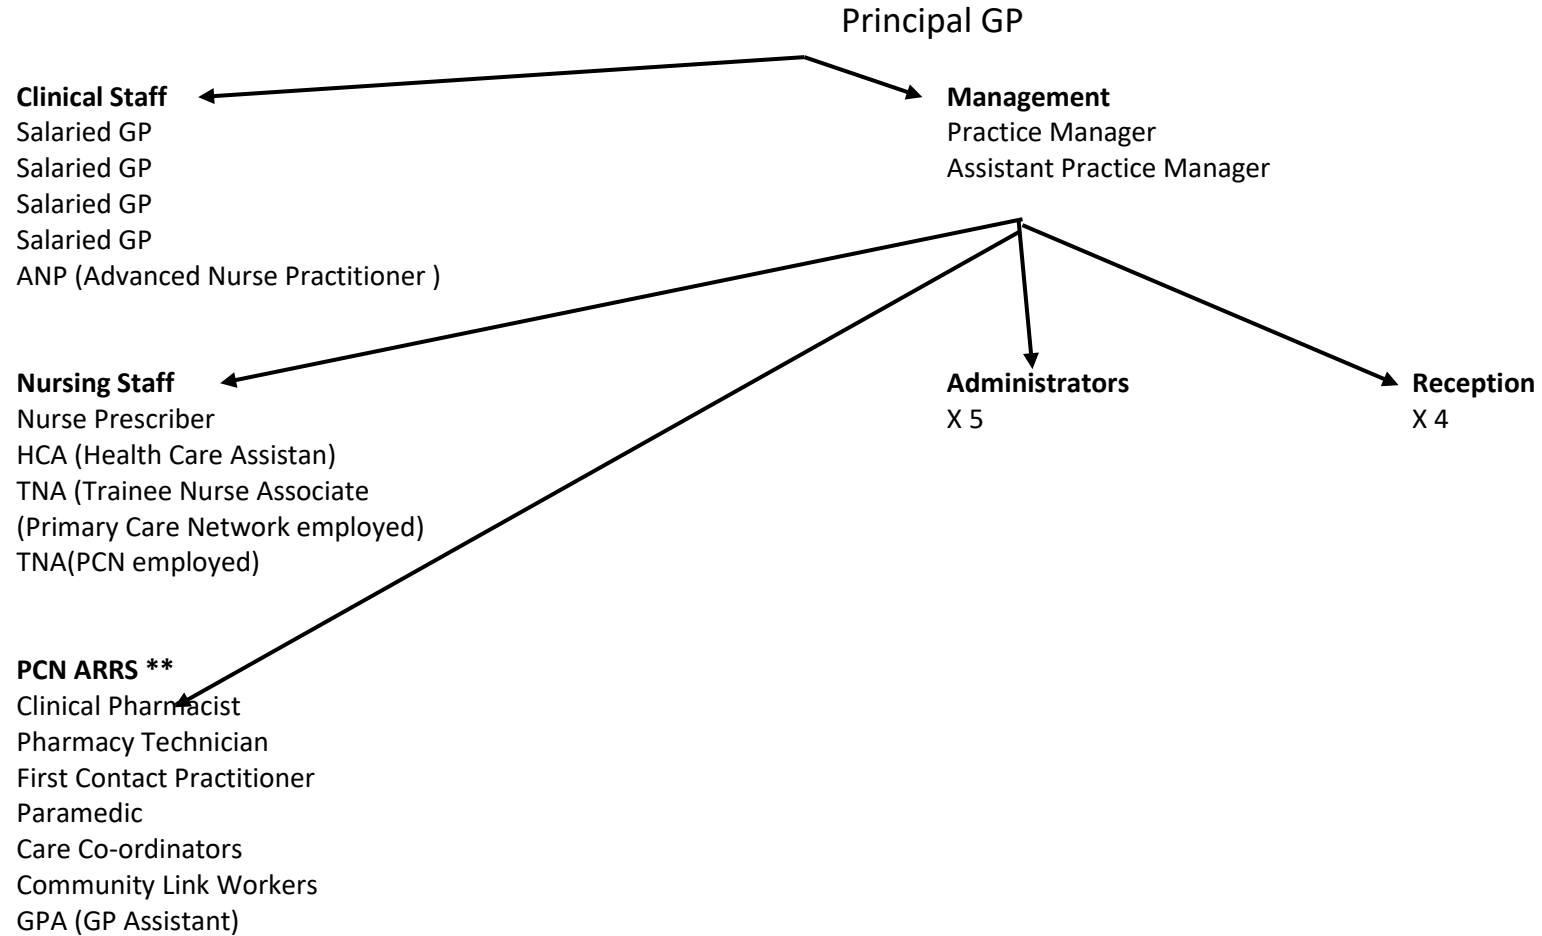 Principal GP
Clinical Staff
Salaried GP
Salaried GP
Salaried GP
Salaried GP
ANP (Advanced Nurse Practitioner )
Management
Practice Manager
Assistant Practice Manager
Nursing Staff
Nurse Prescriber
HCA (Health Care Assistan)
TNA (Trainee Nurse Associate
(Primary Care Network employed)
TNA(PCN employed)
Administrators
X 5
Reception
X 4
PCN ARRS **
Clinical Pharmacist
Pharmacy Technician
First Contact Practitioner
Paramedic
Care Co-ordinators
Community Link Workers
GPA (GP Assistant)